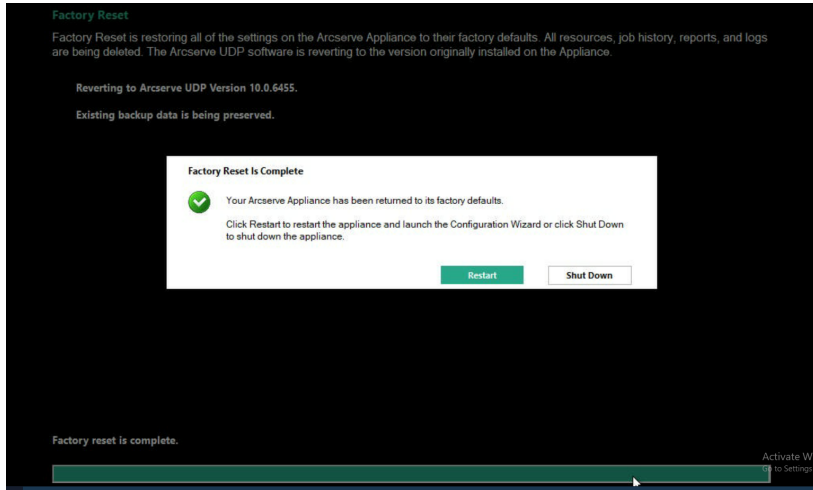 Factory Reset
Factory Reset is restoring all of the settings on the Arcserve Appliance to their factory defaults. All resources, job history, reports, and logs
are being deleted. The Arcserve UDP software is reverting to the version originally installed on the Appliance.
Reverting to Arcserve UDP Version 10.0.6455.
Existing backup data is being preserved.
Factory Reset Is Complete
Your Arcserve Appliance has been returned to its factory defaults.
Click Restart to restart the appliance and launch the Configuration Wizard or click Shut Down
to shut down the appliance.
Restart
Shut Down
Factory reset is complete.
Activate W
Go to Settings